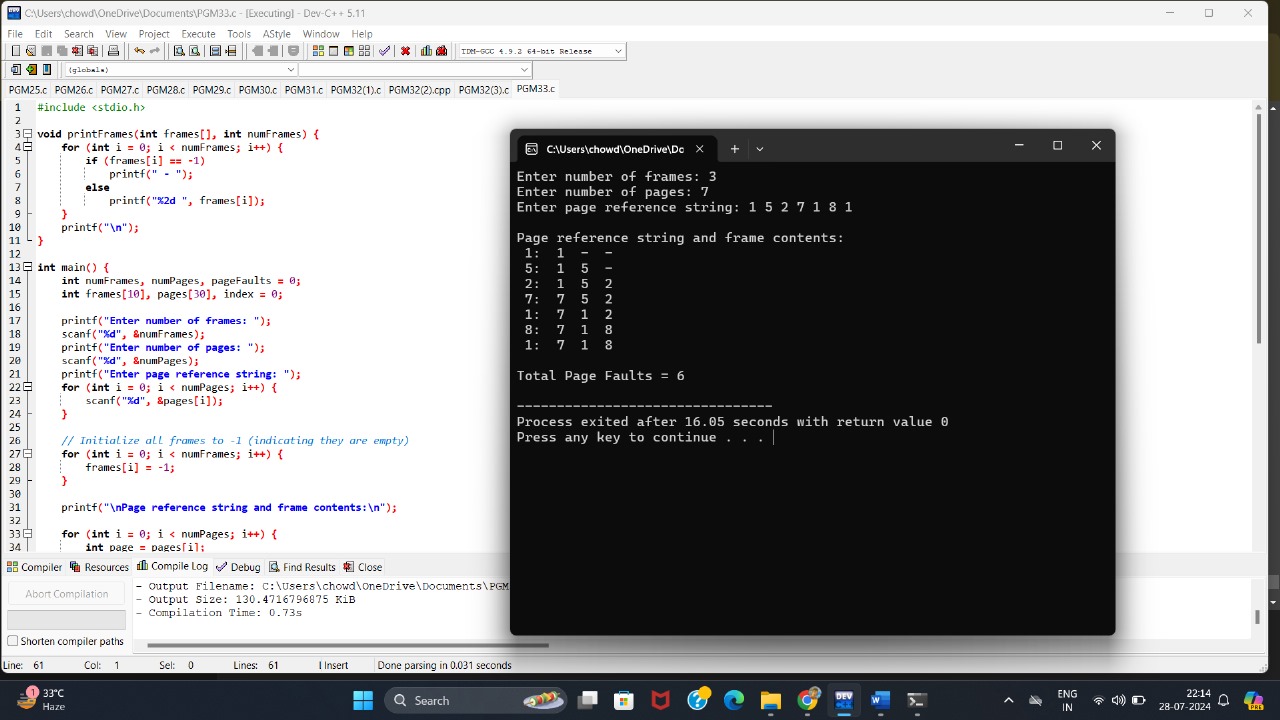 C:\Users\chowd\OneDrive\Documents\PGM33.c - [Executing] - Dev-C++ 5.11
File Edit Search View Project Execute Tools AStyle Window Help
TDM-GCC 4.9.2 64-bit Release
(globals)
PGM25.c PGM26.c PGM27.c PGM28.c PGM29.c PGM30.c PGM31.c PGM32(1).c PGM32(2).cpp PGM32(3).c PGM33.c
1 #include <stdio.h>
2
3 void printFrames(int frames[], int numFrames) {
4 for (int i = 0; i < numFrames; i++) {
5 if (frames[i] == -1)
6 printf(" - ");
7 else
8 printf("%2d ", frames[i]);
9 }
10 printf("\n");
11 }
12
13 int main() {
14 int numFrames, numPages, pageFaults = 0;
15 int frames[10], pages[30], index = 0;
16
17 printf("Enter number of frames: ");
18 scanf("%d", &numFrames);
19 printf("Enter number of pages: ");
20 scanf("%d", &numPages);
21 printf("Enter page reference string: ");
22 for (int i = 0; i < numPages; i++) {
23 scanf("%d", &pages[i]);
24 }
25
26 // Initialize all frames to -1 (indicating they are empty)
27 for (int i = 0; i < numFrames; i++) {
28 frames[i] = -1;
29 }
30
31 printf("\nPage reference string and frame contents:\n");
32
33 for (int i = 0; i < numPages; i++) {
34 int page = pages[i];
C:\Users\chowd\OneDrive\Dc
Enter number of frames: 3
Enter number of pages: 7
Enter page reference string: 1 5 2 7 1 8 1
Page reference string and frame contents:
1: 1 - -
5: 1 5 -
2: 1 5 2
7: 7 5 2
1: 7 1 2
8: 7 1 8
1: 7 1 8
Total Page Faults = 6
--------------------------------
Process exited after 16.05 seconds with return value 0
Press any key to continue . . .
Compiler Resources Compile Log Debug Find Results Close
Abort Compilation
Shorten compiler paths
- Output Filename: C:\Users\chowd\OneDrive\Documents\PGM
- Output Size: 130.4716796875 KiB
- Compilation Time: 0.73s
Line: 61 Col: 1 Sel: 0 Lines: 61 Insert Done parsing in 0.031 seconds
1
33°C
Haze
Search
DEV
W
ENG
IN
22:14
28-07-2024
PRE